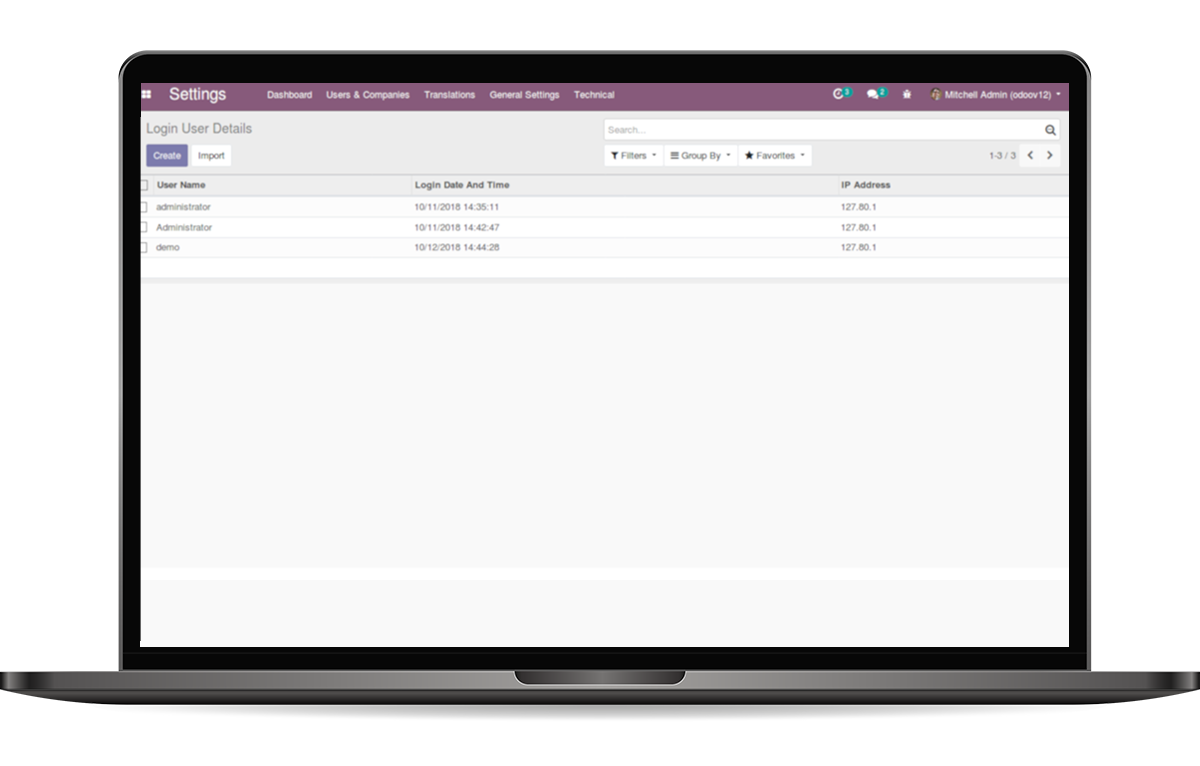 Settings Dashboard Users & Companies Translations General Settings Technical 3 2 Mitchell Admin (odoov12)
Login User Details Search...
Create Import Filters Group By Favorites 1-3 / 3
User Name Login Date And Time IP Address
administrator 10/11/2018 14:35:11 127.80.1
Administrator 10/11/2018 14:42:47 127.80.1
demo 10/12/2018 14:44:28 127.80.1